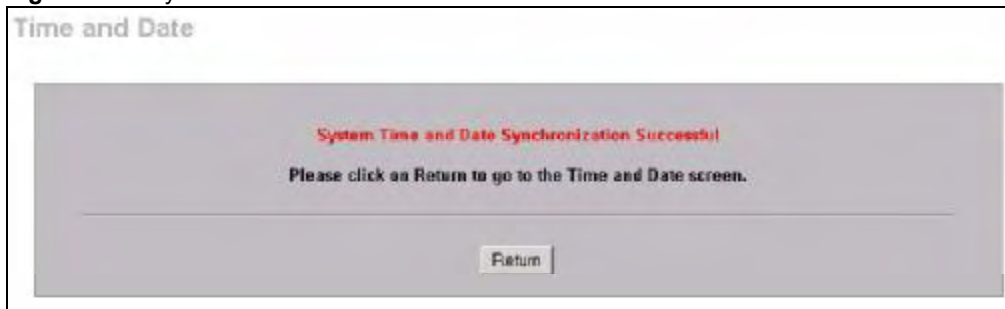 Time and Date
System Time and Date Synchronization Successful
Please click on Return to go to the Time and Date screen.
Return